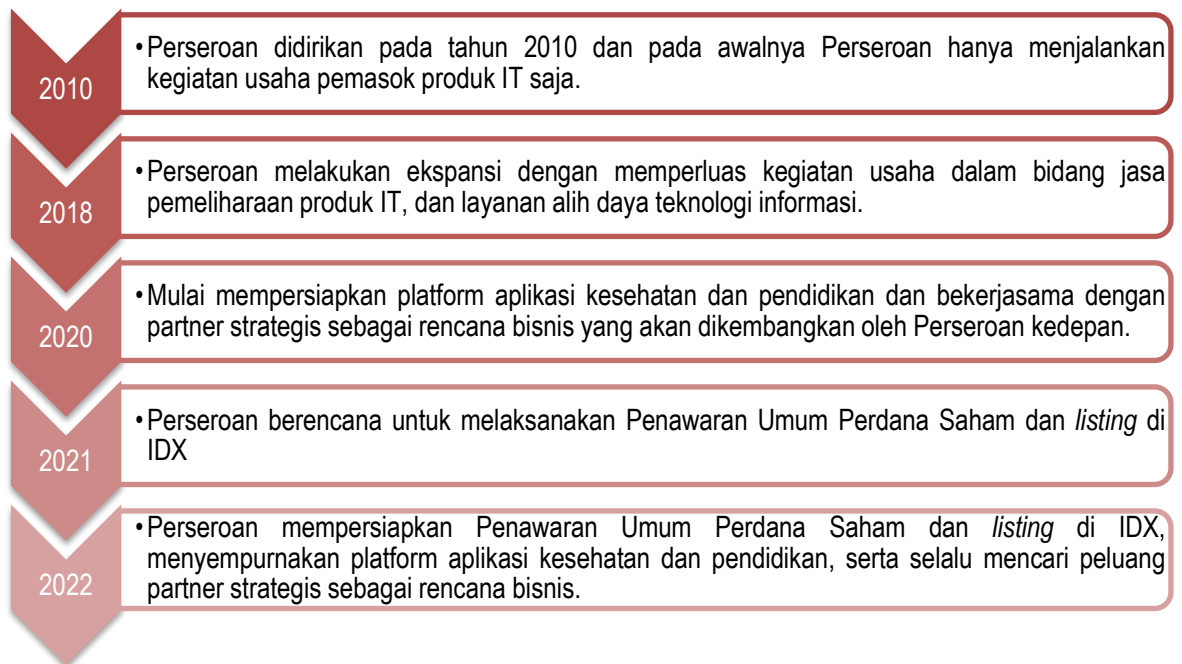 2010
•Perseroan didirikan pada tahun 2010 dan pada awalnya Perseroan hanya menjalankan
kegiatan usaha pemasok produk IT saja.
2018
•Perseroan melakukan ekspansi dengan memperluas kegiatan usaha dalam bidang jasa
pemeliharaan produk IT, dan layanan alih daya teknologi informasi.
2020
•Mulai mempersiapkan platform aplikasi kesehatan dan pendidikan dan bekerjasama dengan
partner strategis sebagai rencana bisnis yang akan dikembangkan oleh Perseroan kedepan.
2021
•Perseroan berencana untuk melaksanakan Penawaran Umum Perdana Saham dan listing di
IDX
2022
•Perseroan mempersiapkan Penawaran Umum Perdana Saham dan listing di IDX,
menyempurnakan platform aplikasi kesehatan dan pendidikan, serta selalu mencari peluang
partner strategis sebagai rencana bisnis.